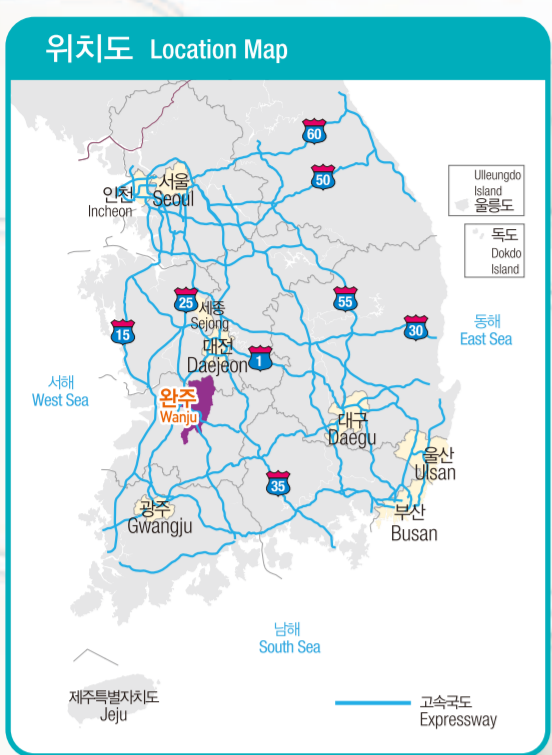 위치도 Location Map
60
50
Ulleungdo
Island
울릉도
인천
Incheon
서울
Seoul
독도
Dokdo
Island
25
세종
Sejong
55
15
30
동해
East Sea
대전
Daejeon
1
서해
West Sea
완주
Wanju
대구
Daegu
울산
Ulsan
35
광주
Gwangju
부산
Busan
남해
South Sea
제주특별자치도
Jeju
고속국도
Expressway